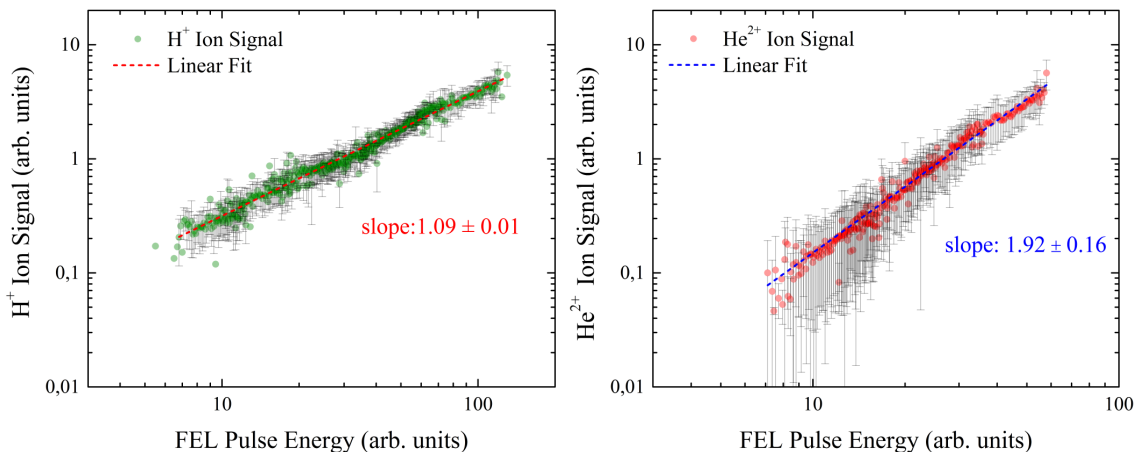 H⁺ Ion Signal
Linear Fit
slope:1.09 ± 0.01
10
1
0,1
0,01
H⁺ Ion Signal (arb. units)
10
100
FEL Pulse Energy (arb. units)
He²⁺ Ion Signal
Linear Fit
slope: 1.92 ± 0.16
10
1
0,1
0,01
He²⁺ Ion Signal (arb. units)
10
100
FEL Pulse Energy (arb. units)